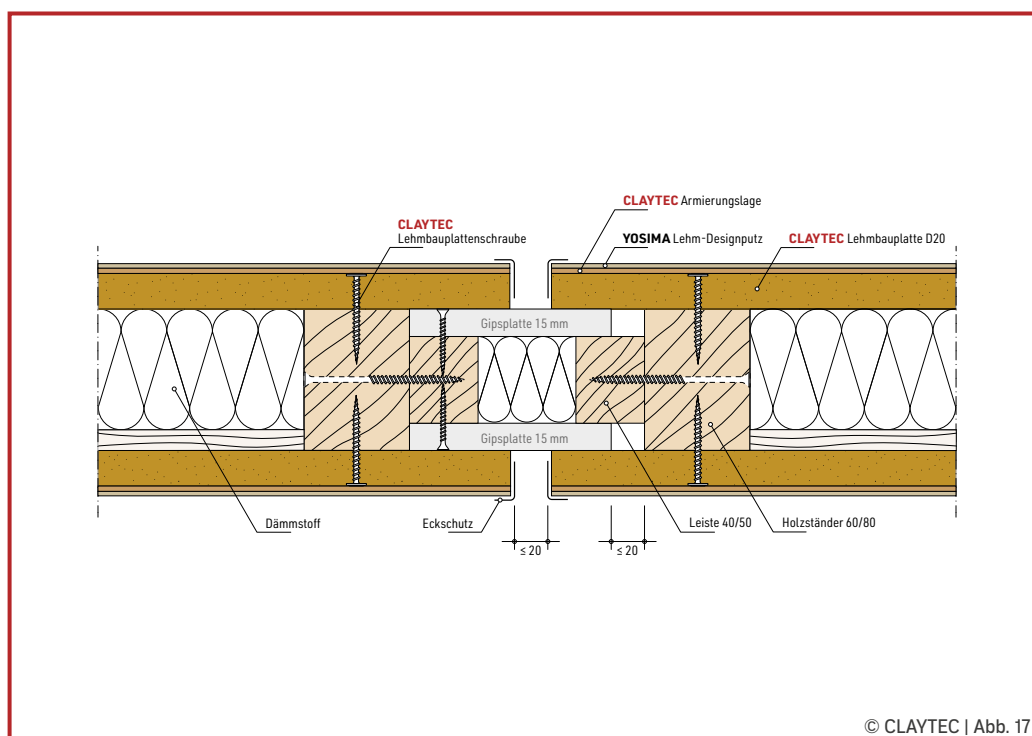 CLAYTEC Armierungslage
CLAYTEC
Lehmbauplattenschraube
YOSIMA Lehm-Designputz
CLAYTEC Lehmbauplatte D20
Gipsplatte 15 mm
Gipsplatte 15 mm
Dämmstoff
Eckschutz
Leiste 40/50
Holzständer 60/80
≤ 20
≤ 20
© CLAYTEC | Abb. 17